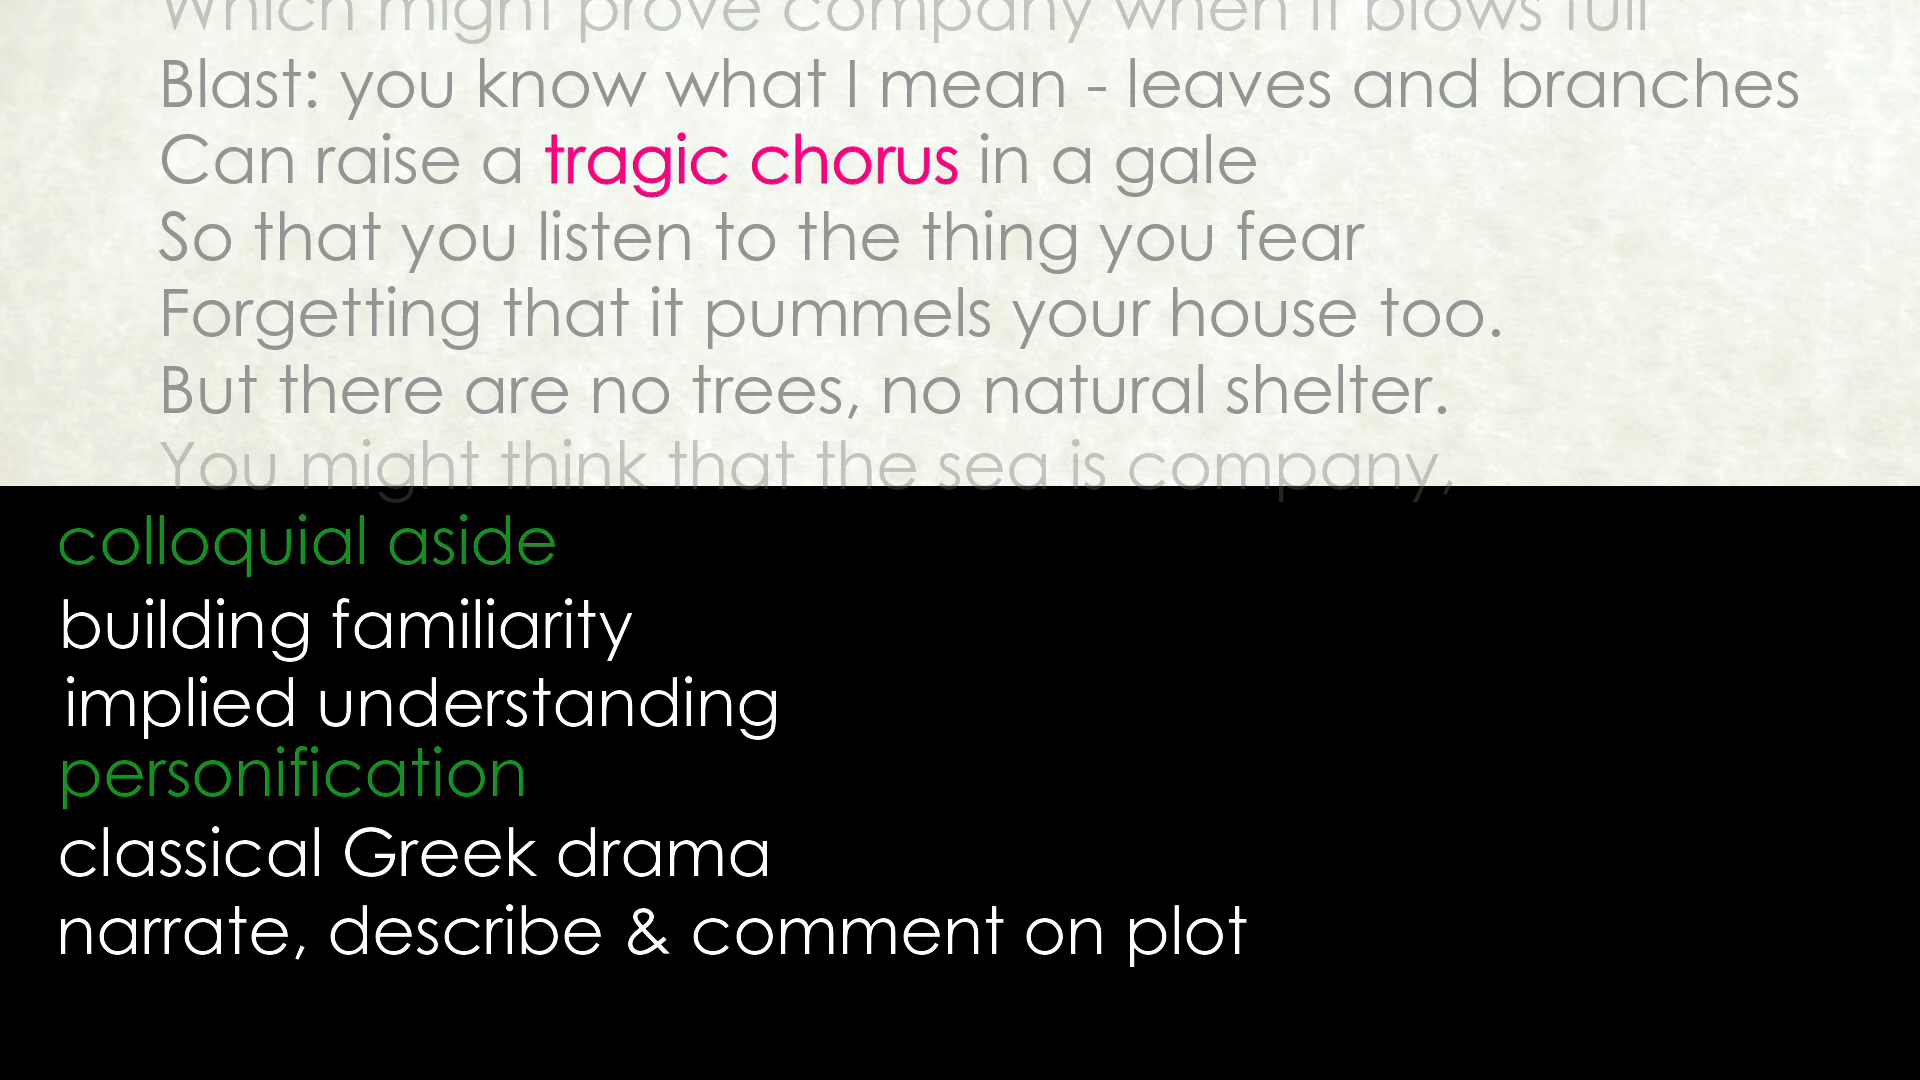 Which might prove company when it blows full
Blast: you know what I mean - leaves and branches
Can raise a tragic chorus in a gale
So that you listen to the thing you fear
Forgetting that it pummels your house too.
But there are no trees, no natural shelter.
You might think that the sea is company,
colloquial aside
building familiarity
implied understanding
personification
classical Greek drama
narrate, describe & comment on plot